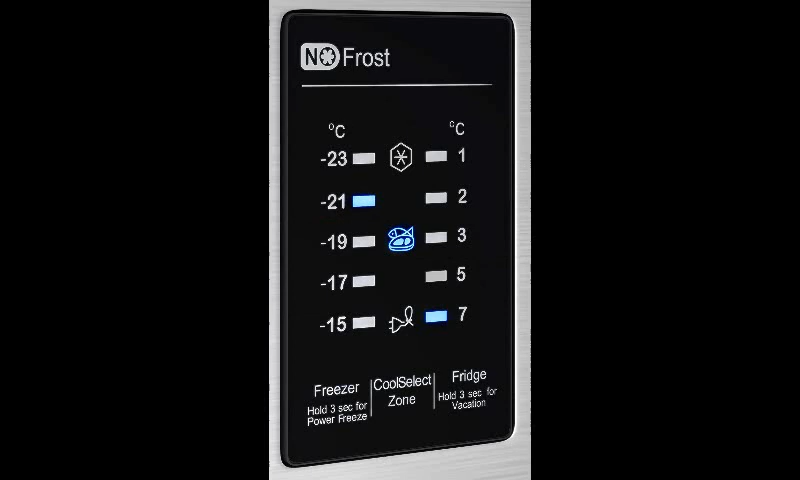 NO Frost
°C °C
-23 1
-21 2
-19 3
-17 5
-15 7
Freezer CoolSelect Fridge
Hold 3 sec for Zone Hold 3 sec for
Power Freeze Vacation